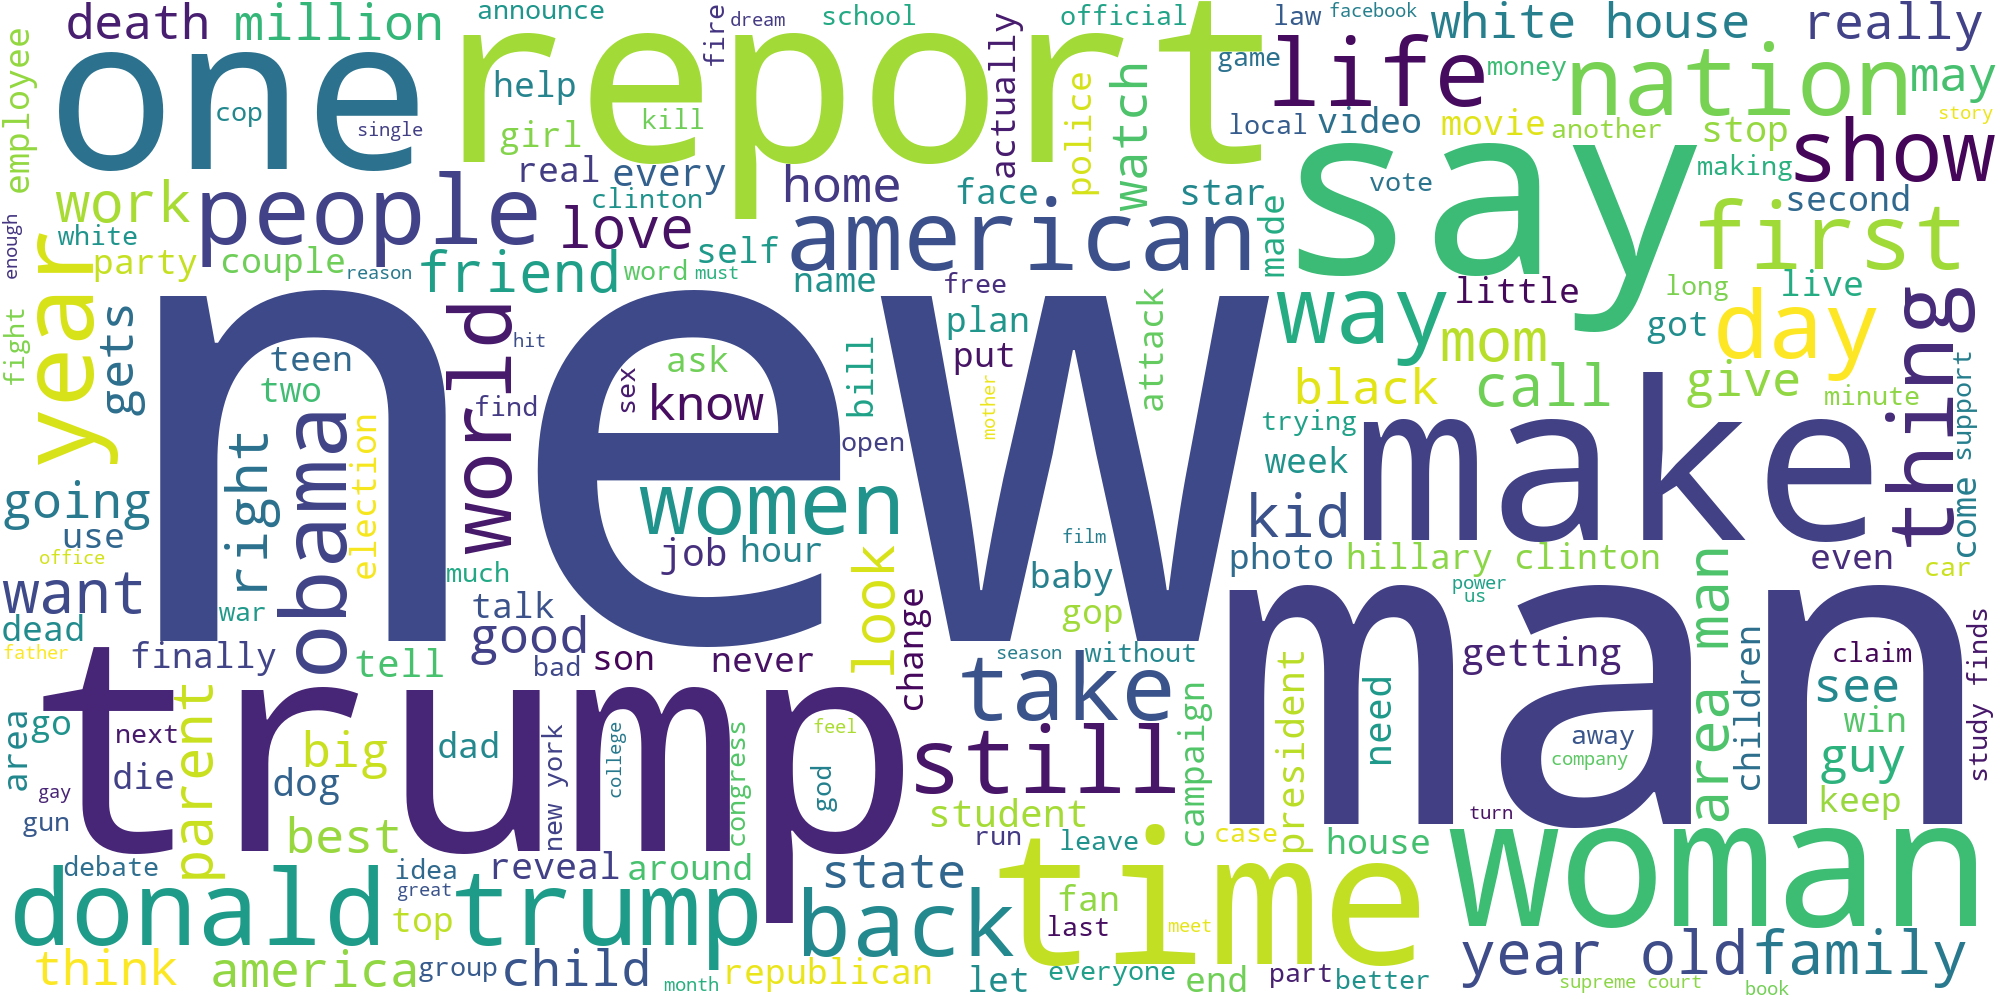 death
million
announce
fire
dream
school
official
law
facebook
white house
really
employee
one
report
help
actually
game
life
money
nation
may
cop
single
girl
kill
police
watch
local
video
movie
another
stop
story
show
say
work
people
real
every
home
face
star
vote
making
second
first
enough
white
year
party
couple
clinton
love
reason
friend
self
word
must
american
name
free
made
way
little
long
live
got
day
thing
fight
gets
new
teen
two
world
hit
ask
know
sex
find
bill
plan
put
attack
mother
open
mom
black
call
give
minute
trying
week
make
come support
going
use
right
obama
election
women
job
hour
look
kid
film
photo
hillary clinton
even
car
office
want
war
much
talk
baby
gop
power
us
man
area man
dead
father
finally
tell
good
bad
son
never
change
season
without
getting
children
claim
study finds
trump
take
parent
see
area
go
next
die
gay
gun
big
dog
dad
new york
college
congress
god
feel
still
campaign
president
need
away
company
win
guy
keep
best
student
run
leave
case
house
turn
woman
debate
idea
reveal
around
great
state
time
donald trump
top
back
fan
last
meet
year old
family
think
america
group
child
month
republican
let
everyone
end
part
better
supreme court
book